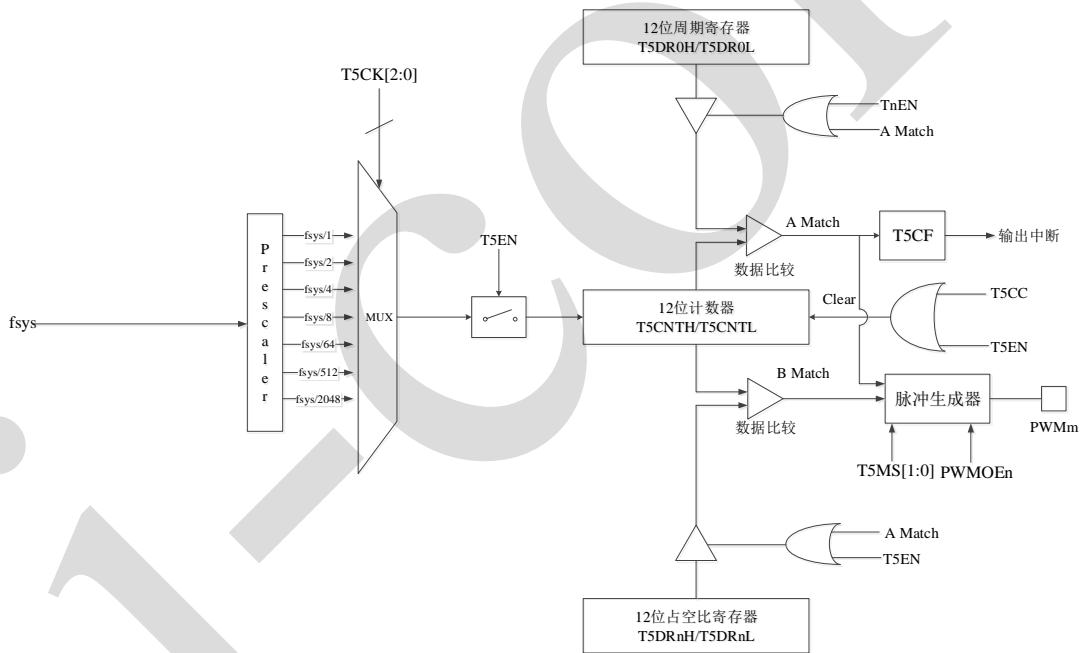 12位周期寄存器
T5DR0H/T5DR0L
T5CK[2:0]
TnEN
A Match
Prescaler
fsys/1
fsys/2
fsys/4
fsys/8
fsys/64
fsys/512
fsys/2048
fsys
MUX
T5EN
A Match
数据比较
T5CF
输出中断
12位计数器
T5CNTH/T5CNTL
Clear
T5CC
T5EN
B Match
数据比较
脉冲生成器
PWMm
T5MS[1:0]
PWMOEn
A Match
T5EN
12位占空比寄存器
T5DRnH/T5DRnL